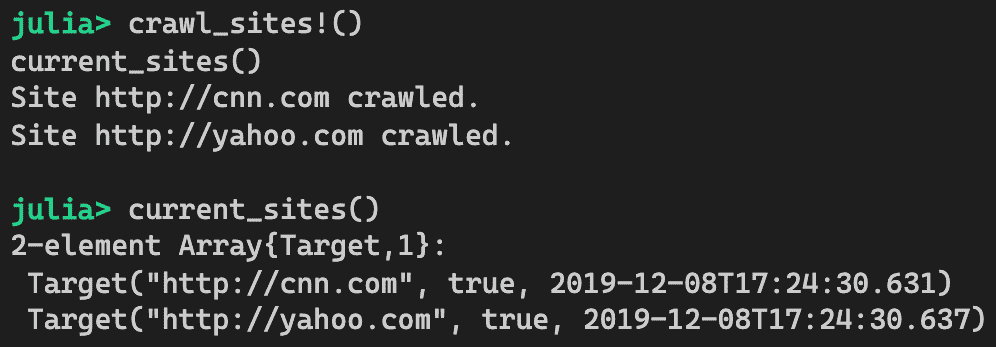 julia> crawl_sites!()
current_sites()
Site http://cnn.com crawled.
Site http://yahoo.com crawled.
julia> current_sites()
2-element Array{Target,1}:
 Target("http://cnn.com", true, 2019-12-08T17:24:30.631)
 Target("http://yahoo.com", true, 2019-12-08T17:24:30.637)